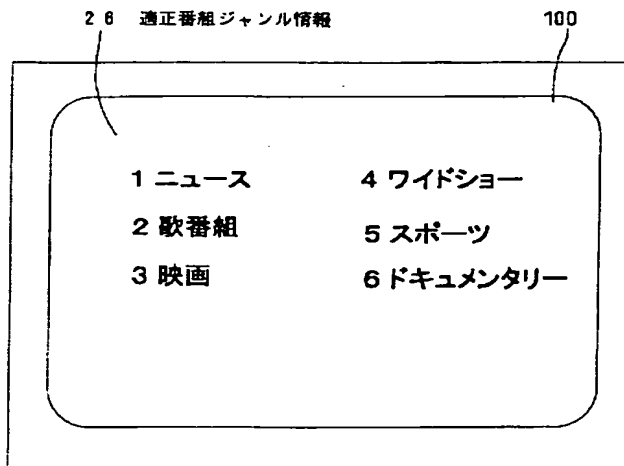 26 適正番組ジャンル情報 100
1 ニュース 4 ワイドショー
2 歌番組 5 スポーツ
3 映画 6 ドキュメンタリー